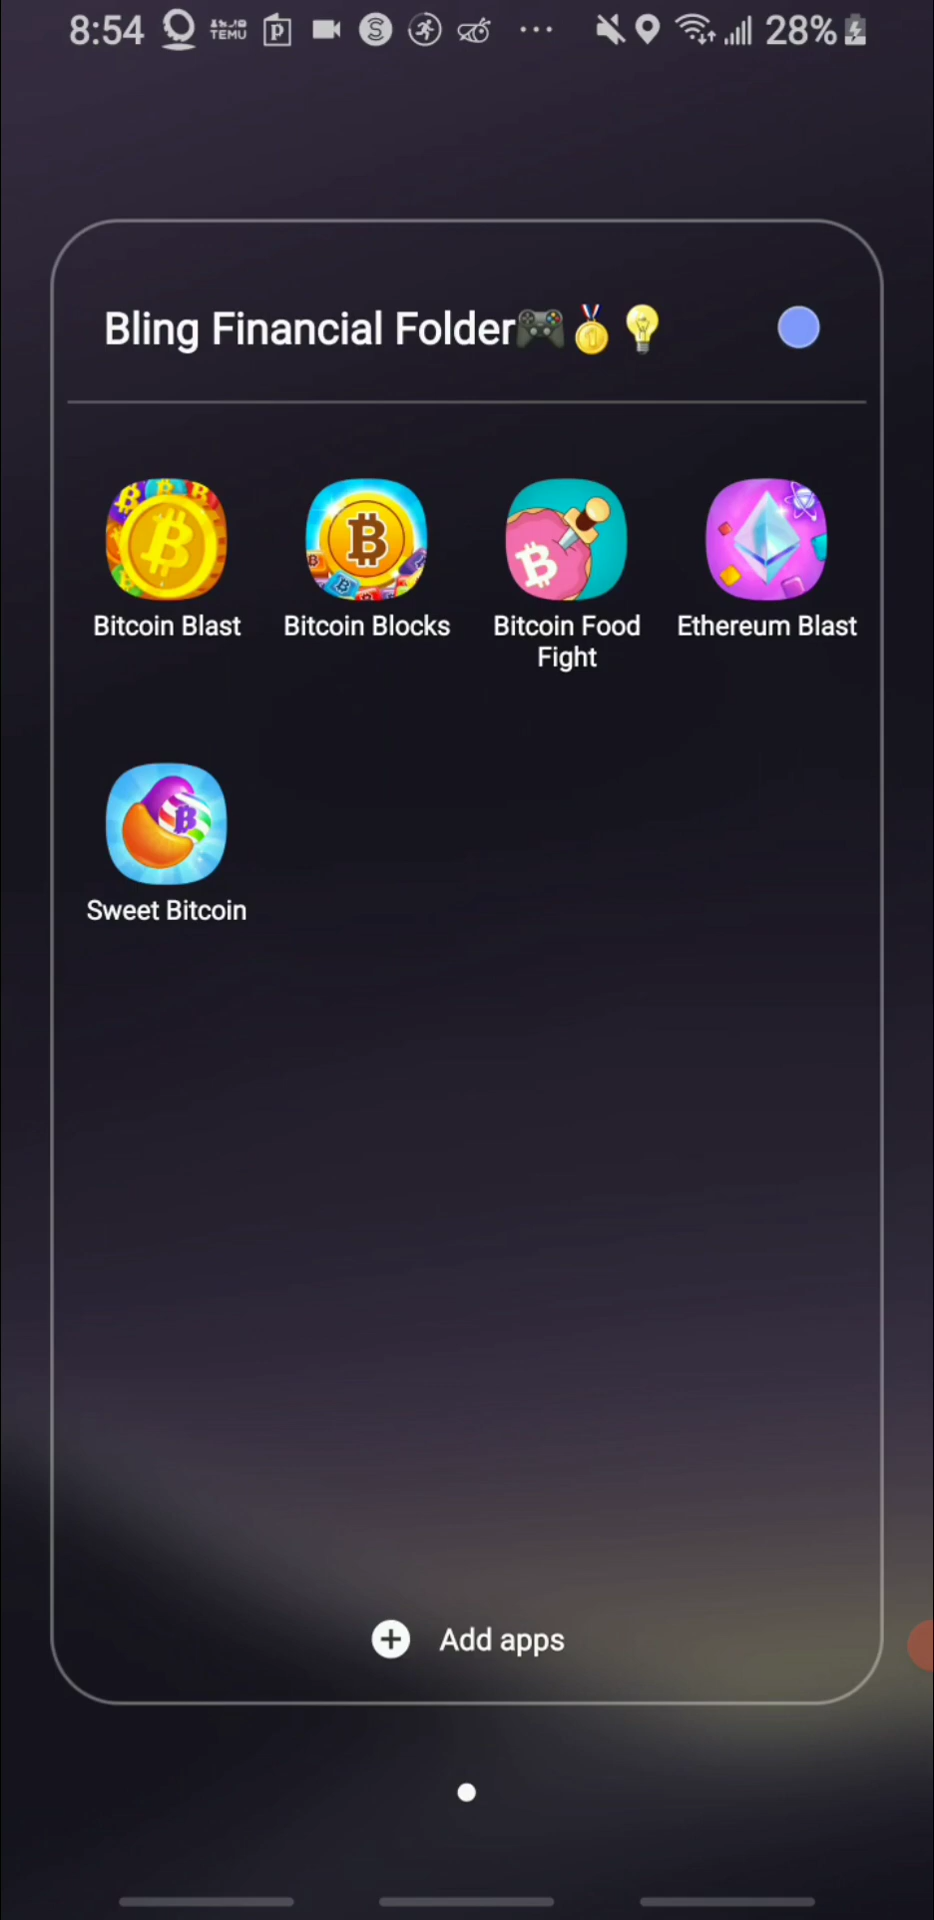 8:54 TEMU 28%
Bling Financial Folder🎮🏅💡
Bitcoin Blast
Bitcoin Blocks
Bitcoin Food
Fight
Ethereum Blast
Sweet Bitcoin
Add apps